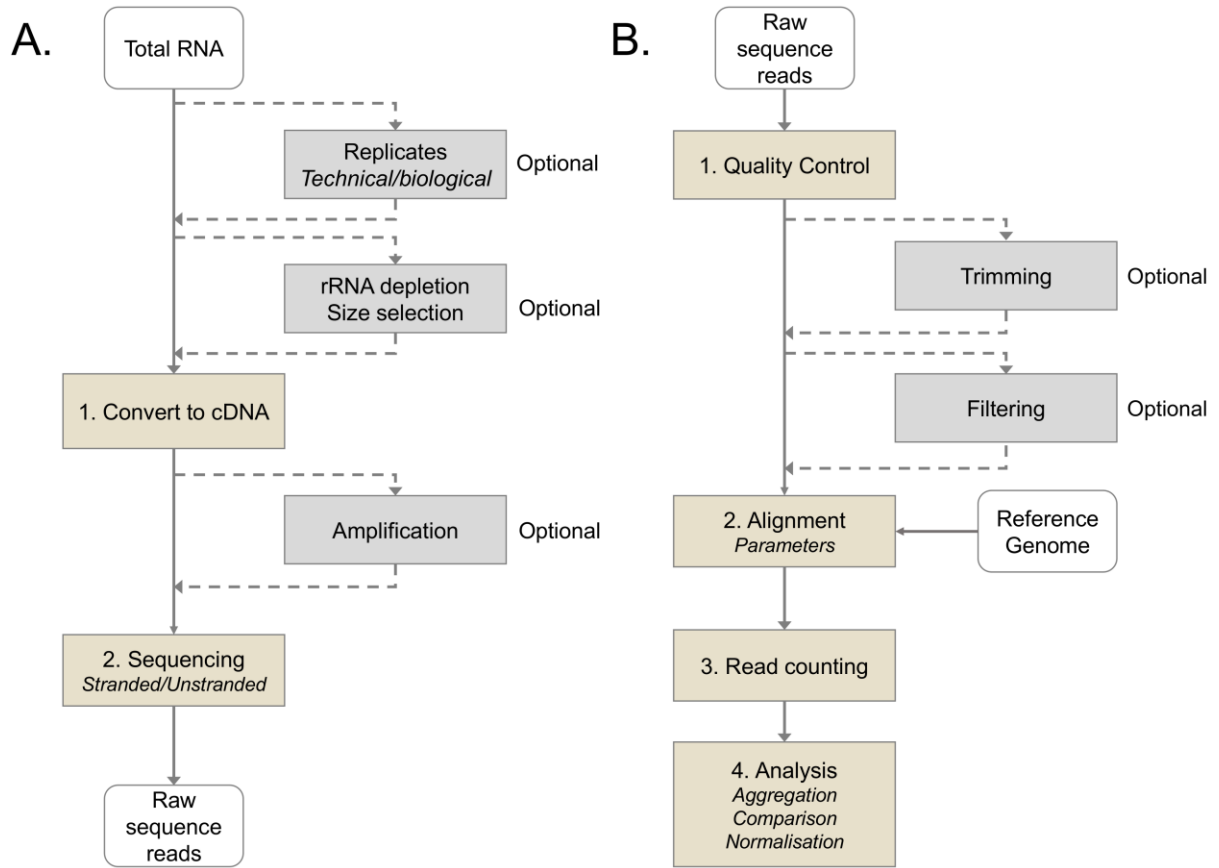 A.
Total RNA
Replicates
Technical/biological
Optional
rRNA depletion
Size selection
Optional
1. Convert to cDNA
Amplification
Optional
2. Sequencing
Stranded/Unstranded
Raw
sequence
reads
B.
Raw
sequence
reads
1. Quality Control
Trimming
Optional
Filtering
Optional
2. Alignment
Parameters
Reference
Genome
3. Read counting
4. Analysis
Aggregation
Comparison
Normalisation